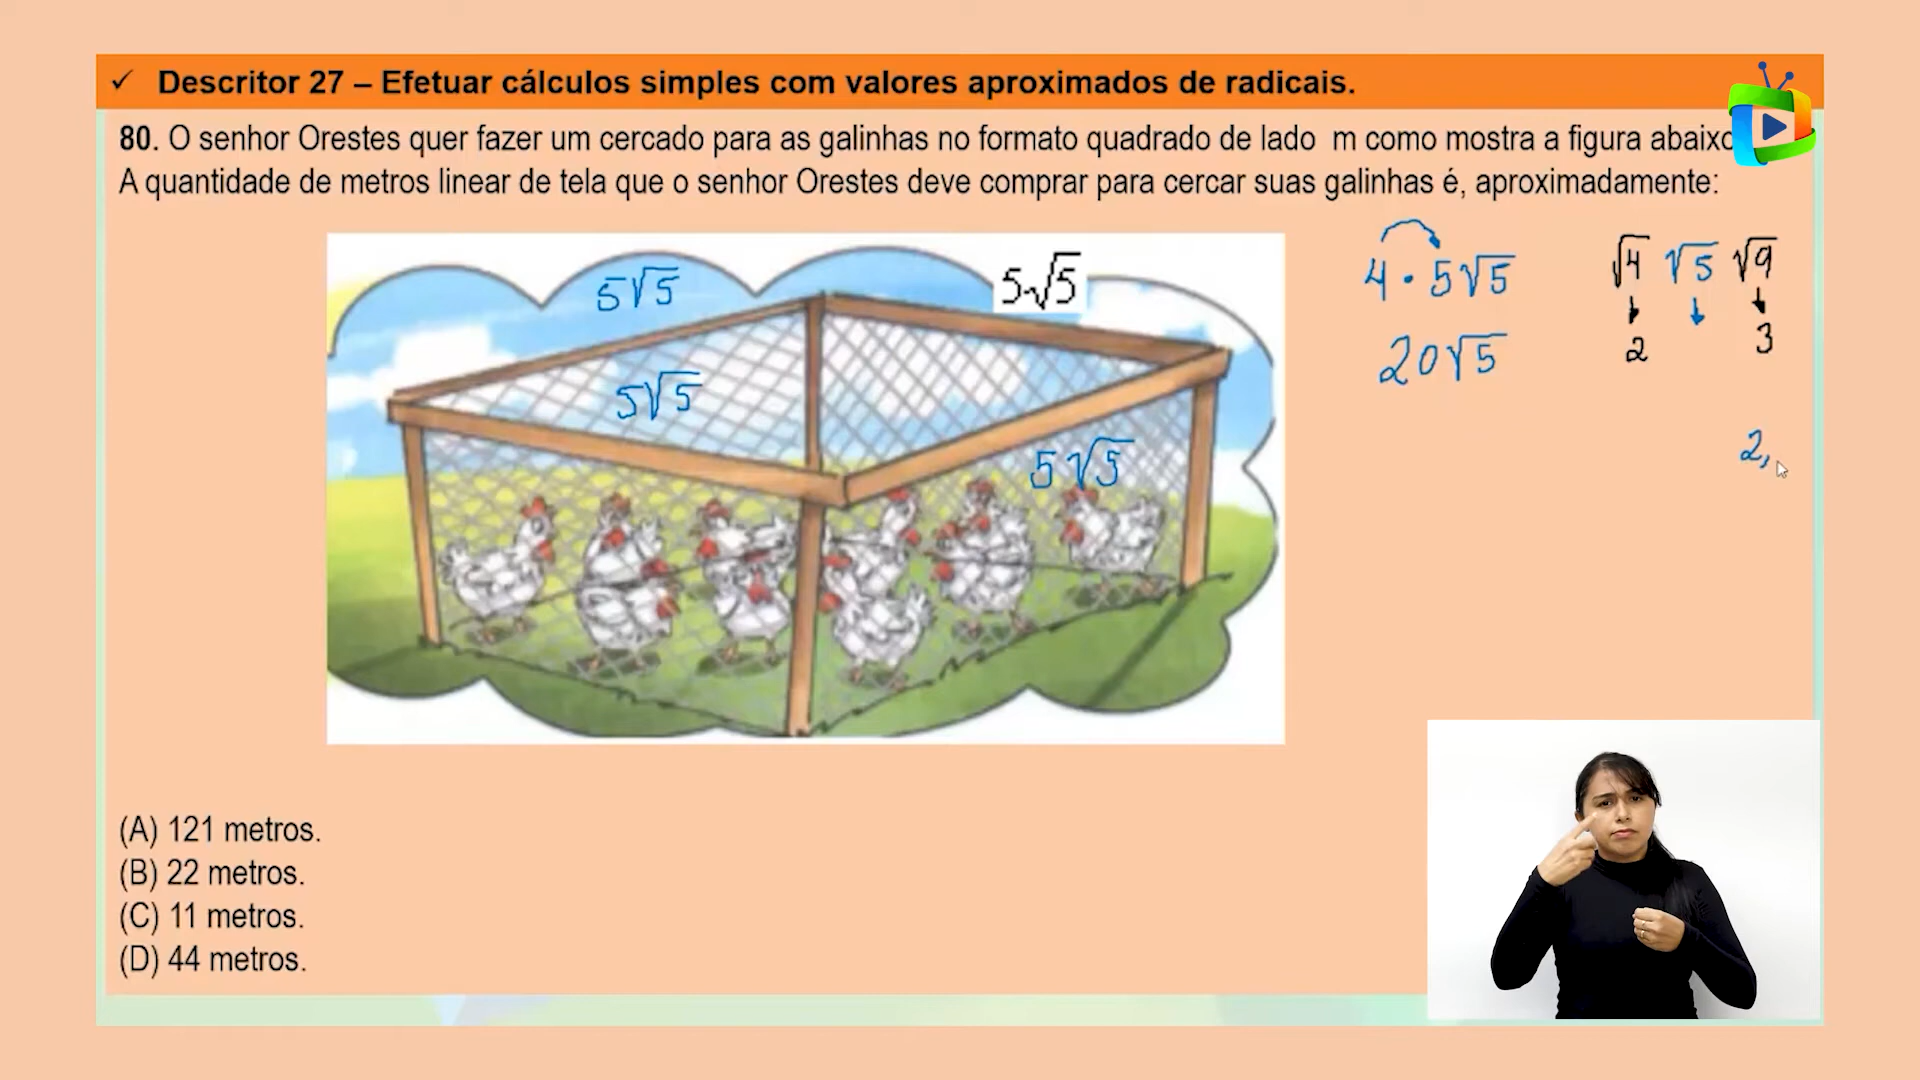 ✓ Descritor 27 – Efetuar cálculos simples com valores aproximados de radicais.
80. O senhor Orestes quer fazer um cercado para as galinhas no formato quadrado de lado m como mostra a figura abaixo
A quantidade de metros linear de tela que o senhor Orestes deve comprar para cercar suas galinhas é, aproximadamente:
5√5
5·√5
5√5
5√5
4 · 5√5
20√5
√4 √5 √9
2 3
2,
(A) 121 metros.
(B) 22 metros.
(C) 11 metros.
(D) 44 metros.